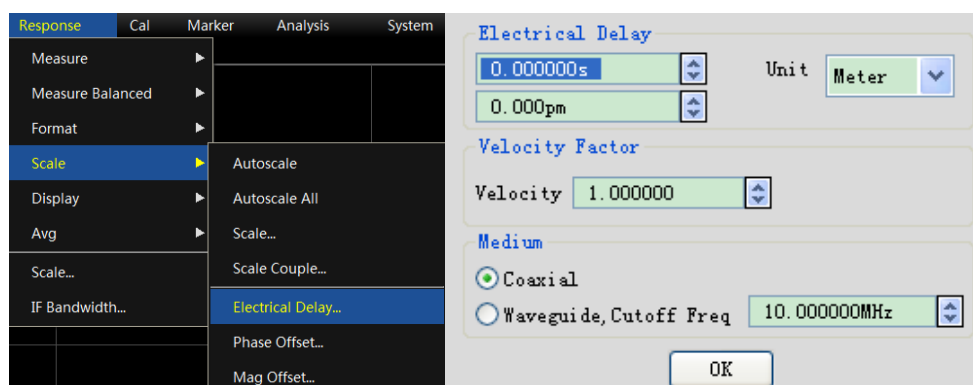 Response Cal Marker Analysis System
Measure
Measure Balanced
Format
Scale
Display
Avg
Scale...
IF Bandwidth...
Autoscale
Autoscale All
Scale...
Scale Couple...
Electrical Delay...
Phase Offset...
Mag Offset...
Electrical Delay
0.000000s
Unit Meter
0.000pm
Velocity Factor
Velocity 1.000000
Medium
Coaxial
Waveguide,Cutoff Freq 10.000000MHz
OK